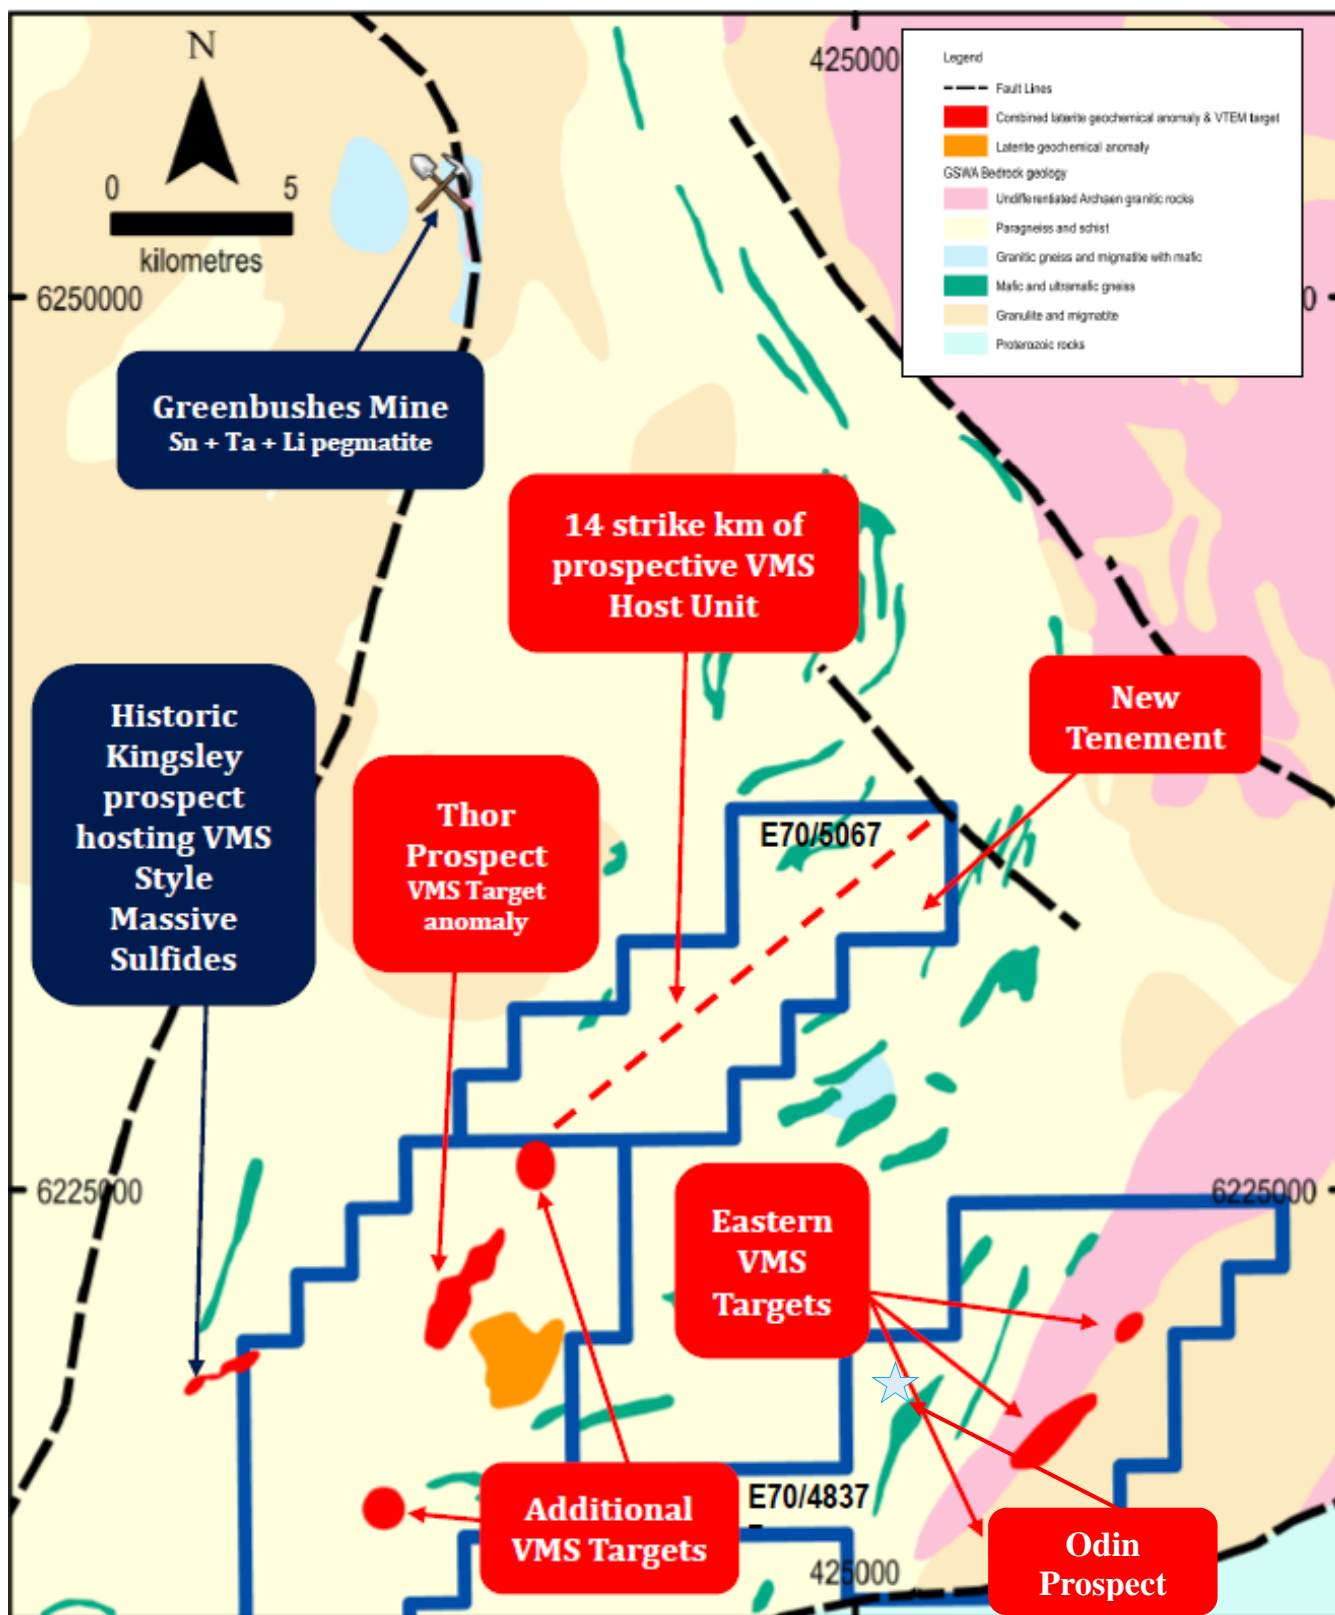 N
0 5
kilometres
425000
Legend
Fault Lines
Combined laterite geochemical anomaly & VTEM target
Laterite geochemical anomaly
GSWA Bedrock geology
Undifferentiated Archaen granitic rocks
Paragneiss and schist
Granitic gneiss and migmatite with mafic
Mafic and ultramafic gneiss
Granulite and migmatite
Proterozoic rocks
6250000
0
Greenbushes Mine
Sn + Ta + Li pegmatite
14 strike km of
prospective VMS
Host Unit
New
Tenement
Historic
Kingsley
prospect
hosting VMS
Style
Massive
Sulfides
Thor
Prospect
VMS Target
anomaly
E70/5067
6225000
6225000
Eastern
VMS
Targets
E70/4837
Additional
VMS Targets
425000
Odin
Prospect